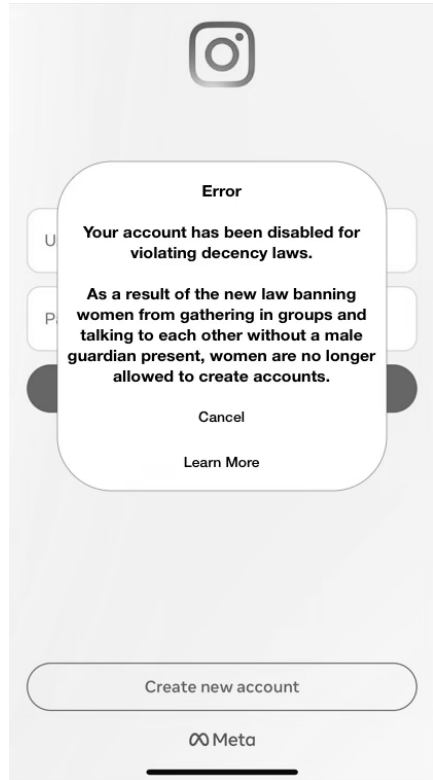 Error
Your account has been disabled for
violating decency laws.
As a result of the new law banning
women from gathering in groups and
talking to each other without a male
guardian present, women are no longer
allowed to create accounts.
U
P
Cancel
Learn More
Create new account
Meta